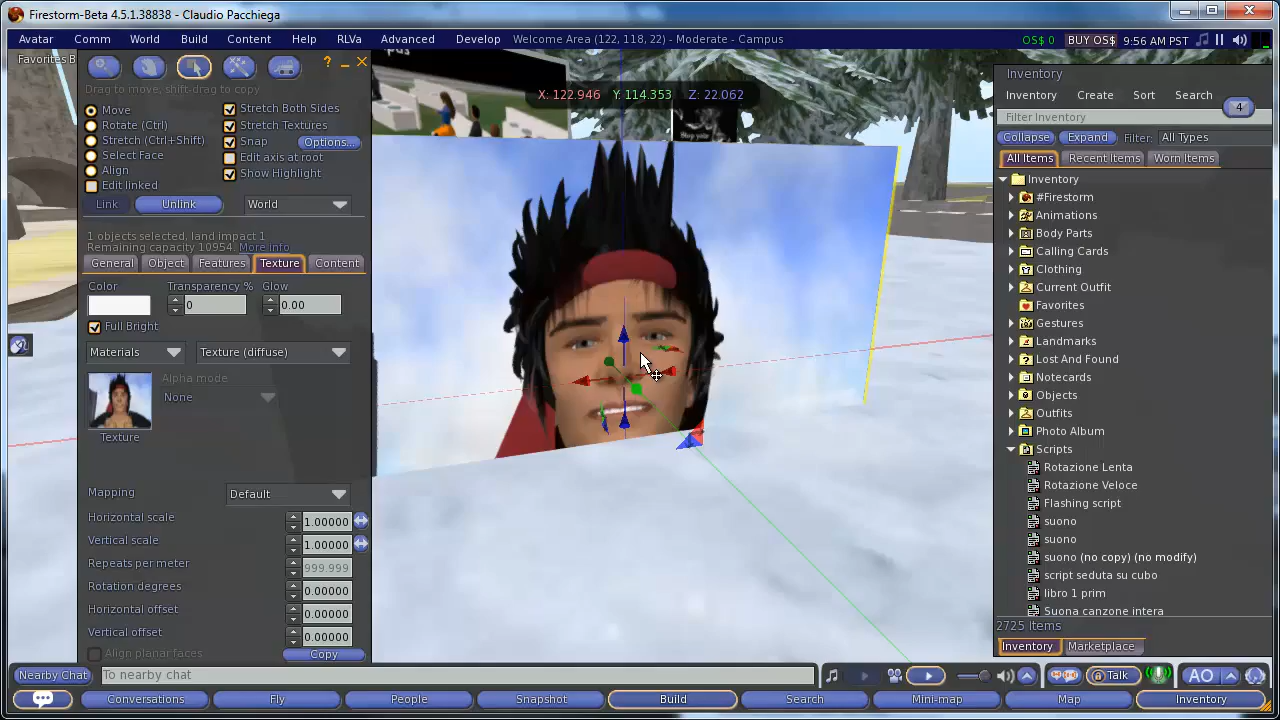 Firestorm-Beta 4.5.1.38838 - Claudio Pacchiega
Avatar Comm World Build Content Help RLVa Advanced Develop Welcome Area (122, 118, 22) - Moderate - Campus OS$ 0 BUY OS$ 9:56 AM PST
Favorites B
Drag to move, shift-drag to copy
Move
Rotate (Ctrl)
Stretch (Ctrl+Shift)
Select Face
Align
Edit linked
Stretch Both Sides
Stretch Textures
Snap Options...
Edit axis at root
Show Highlight
Link Unlink World
1 objects selected, land impact 1
Remaining capacity 10954. More info
General Object Features Texture Content
Color Transparency % Glow
0 0.00
Full Bright
Materials Texture (diffuse)
Alpha mode
None
Texture
Mapping Default
Horizontal scale 1.00000
Vertical scale 1.00000
Repeats per meter 999.999
Rotation degrees 0.00000
Horizontal offset 0.00000
Vertical offset 0.00000
Align planar faces Copy
X: 122.946 Y: 114.353 Z: 22.062
Inventory
Inventory Create Sort Search 4
Filter Inventory
Collapse Expand Filter: All Types
All Items Recent Items Worn Items
Inventory
#Firestorm
Animations
Body Parts
Calling Cards
Clothing
Current Outfit
Favorites
Gestures
Landmarks
Lost And Found
Notecards
Objects
Outfits
Photo Album
Scripts
Rotazione Lenta
Rotazione Veloce
Flashing script
suono
suono
suono (no copy) (no modify)
script seduta su cubo
libro 1 prim
Suona canzone intera
2725 Items
Inventory Marketplace
Nearby Chat To nearby chat Talk AO
Conversations Fly People Snapshot Build Search Mini-map Map Inventory